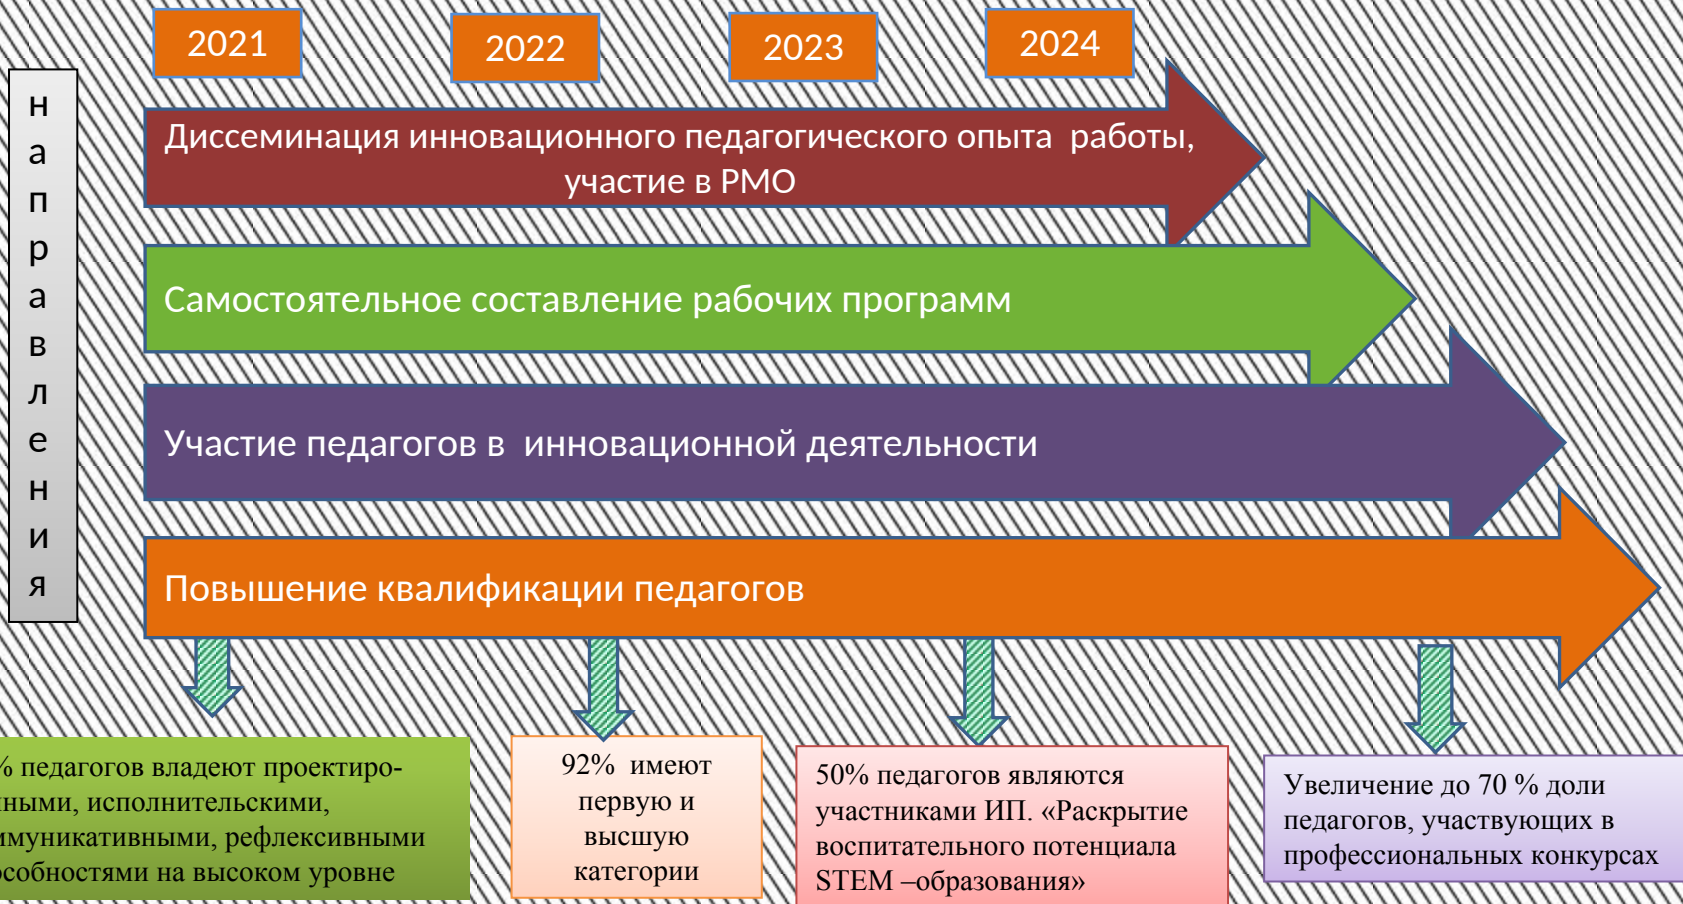 2021
2022
2023
2024
направления
Диссеминация инновационного педагогического опыта работы,
участие в РМО
Самостоятельное составление рабочих программ
Участие педагогов в инновационной деятельности
Повышение квалификации педагогов
% педагогов владеют проектиро-
исполнительскими,
рефлексивными
на высоком уровне
92% имеют
первую и
высшую
категории
50% педагогов являются
участниками ИП. «Раскрытие
воспитательного потенциала
STEM –образования»
Увеличение до 70 % доли
педагогов, участвующих в
профессиональных конкурсах